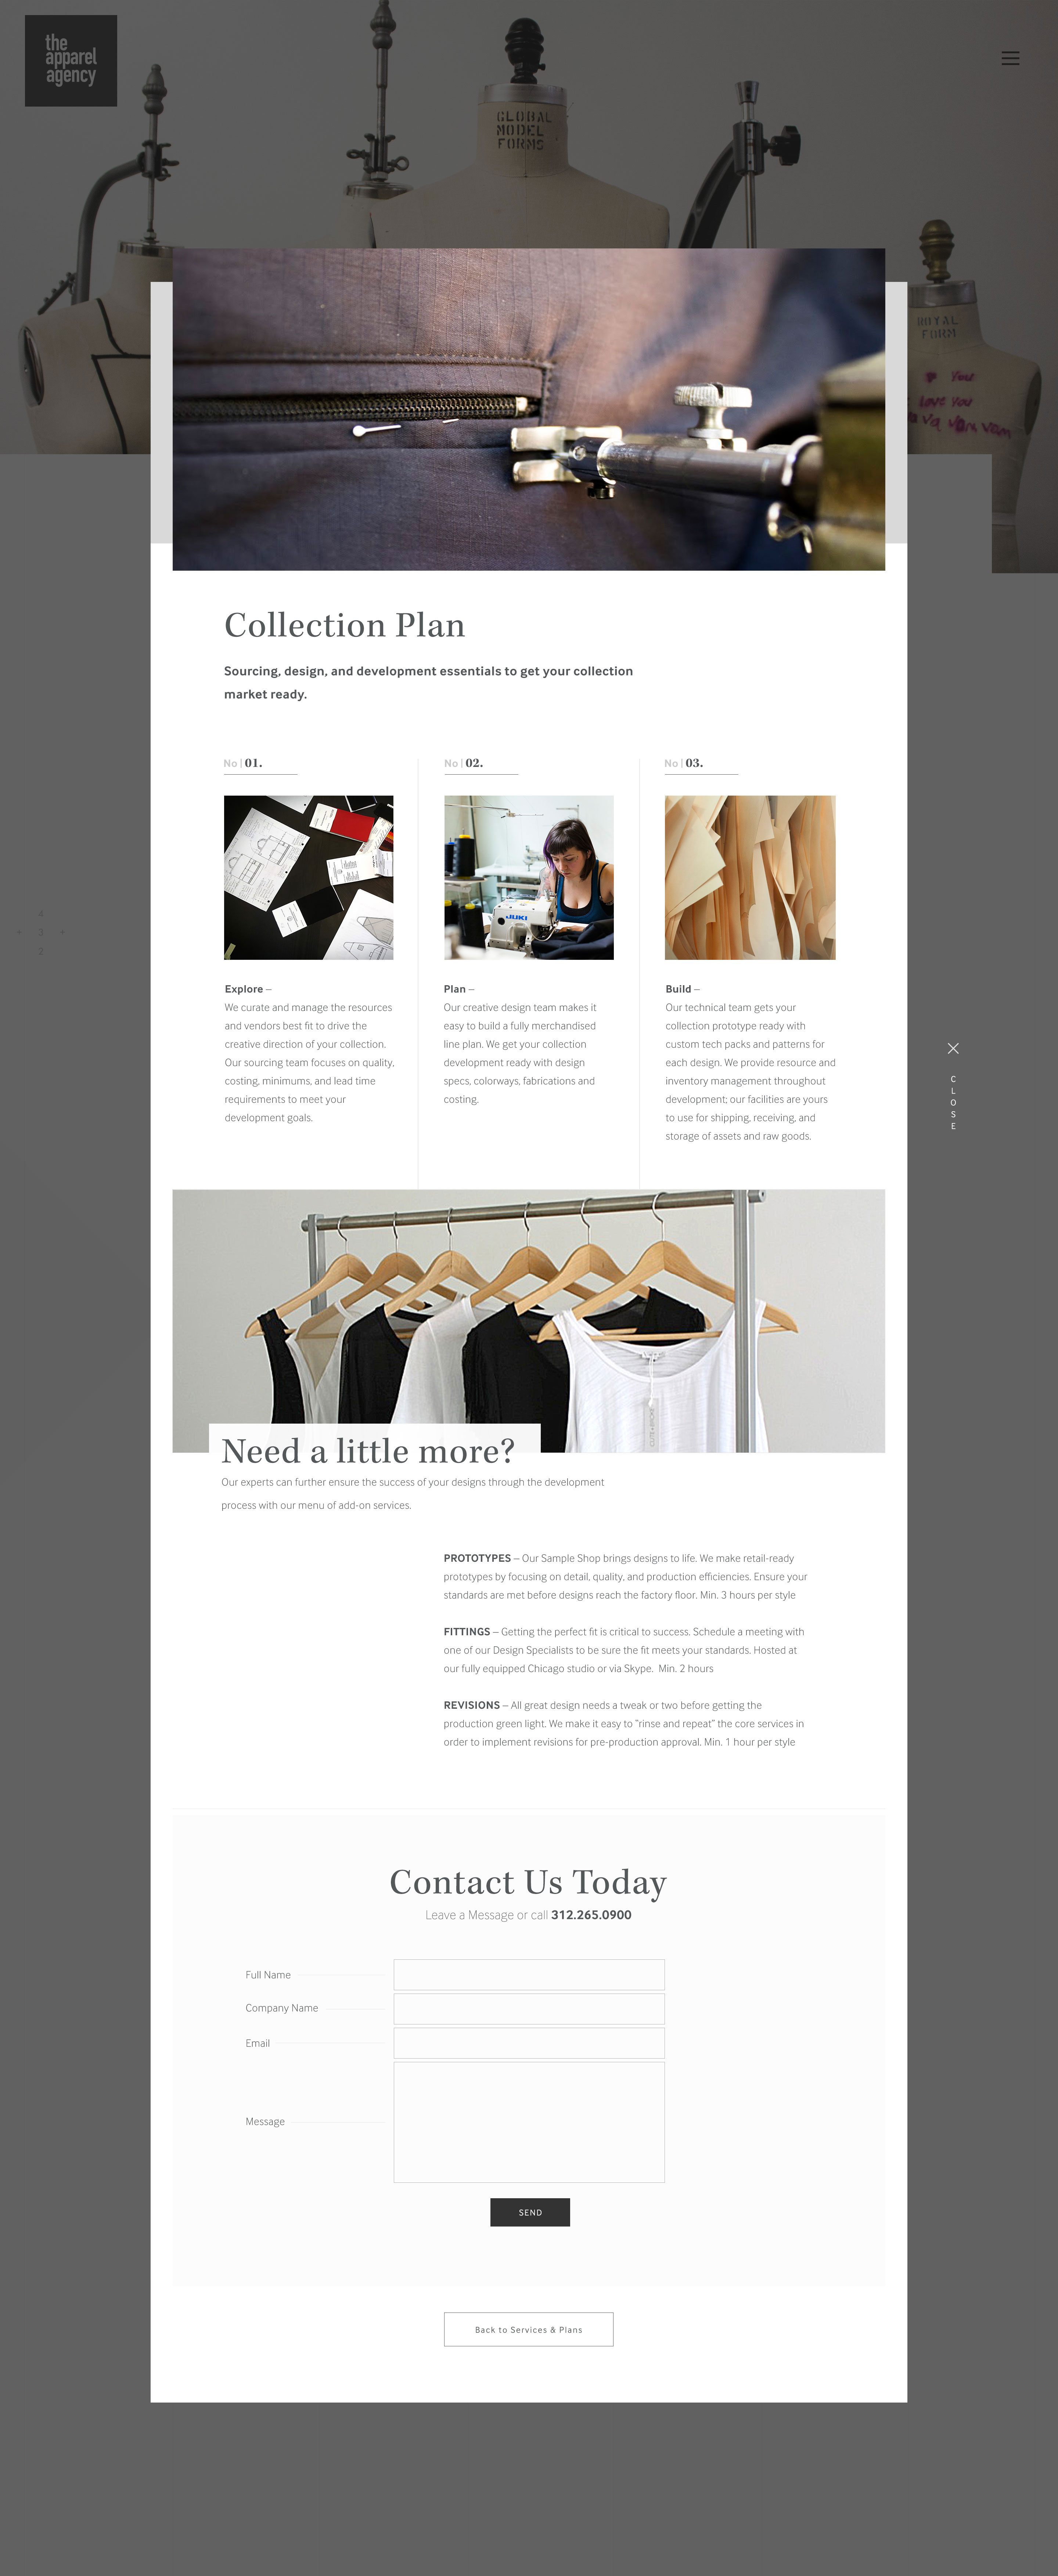 the
apparel
agency
GLOBAL
MODEL
FORMS
ROYAL
FORM
love you
Collection Plan
Sourcing, design, and development essentials to get your collection
market ready.
No | 01.
No | 02.
No | 03.
JUKI
Explore –
We curate and manage the resources
and vendors best fit to drive the
creative direction of your collection.
Our sourcing team focuses on quality,
costing, minimums, and lead time
requirements to meet your
development goals.
Plan –
Our creative design team makes it
easy to build a fully merchandised
line plan. We get your collection
development ready with design
specs, colorways, fabrications and
costing.
Build –
Our technical team gets your
collection prototype ready with
custom tech packs and patterns for
each design. We provide resource and
inventory management throughout
development; our facilities are yours
to use for shipping, receiving, and
storage of assets and raw goods.
4
3
2
CLOSE
Need a little more?
Our experts can further ensure the success of your designs through the development
process with our menu of add-on services.
PROTOTYPES – Our Sample Shop brings designs to life. We make retail-ready
prototypes by focusing on detail, quality, and production efficiencies. Ensure your
standards are met before designs reach the factory floor. Min. 3 hours per style
FITTINGS – Getting the perfect fit is critical to success. Schedule a meeting with
one of our Design Specialists to be sure the fit meets your standards. Hosted at
our fully equipped Chicago studio or via Skype.  Min. 2 hours
REVISIONS – All great design needs a tweak or two before getting the
production green light. We make it easy to "rinse and repeat" the core services in
order to implement revisions for pre-production approval. Min. 1 hour per style
Contact Us Today
Leave a Message or call 312.265.0900
Full Name
Company Name
Email
Message
SEND
Back to Services & Plans